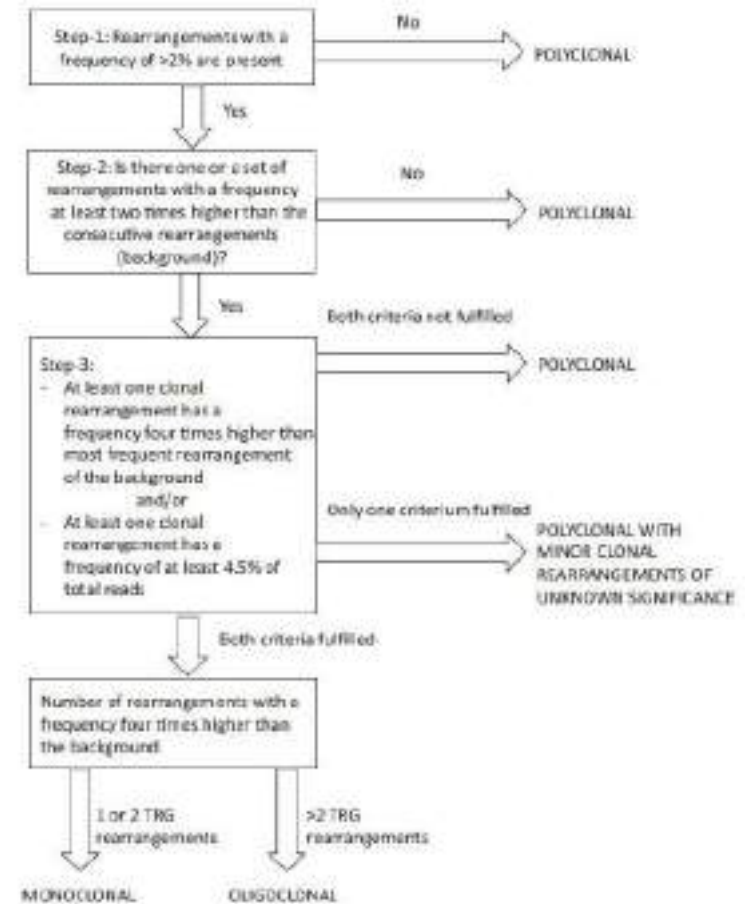 Step-1: Rearrangements with a
frequency of >2% are present
No
POLYCLONAL
Yes
Step-2: Is there one or a set of
rearrangements with a frequency
at least two times higher than the
consecutive rearrangements
(background)?
No
POLYCLONAL
Yes
Both criteria not fulfilled
POLYCLONAL
Step-3:
- At least one clonal
rearrangement has a
frequency four times higher than
most frequent rearrangement
of the background
and/or
- At least one clonal
rearrangement has a
frequency of at least 4.5% of
total reads
Only one criterium fulfilled
POLYCLONAL WITH
MINOR CLONAL
REARRANGEMENTS OF
UNKNOWN SIGNIFICANCE
Both criteria fulfilled
Number of rearrangements with a
frequency four times higher than
the background
1 or 2 TRG
rearrangements
>2 TRG
rearrangements
MONOCLONAL
OLIGOCLONAL